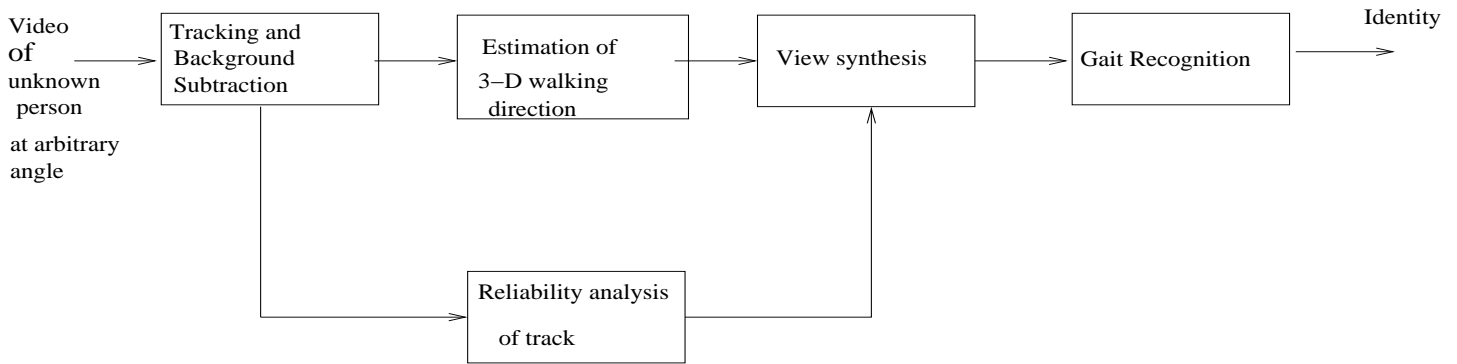 Video
of
unknown
person
at arbitrary
angle
Tracking and
Background
Subtraction
Estimation of
3–D walking
direction
View synthesis
Gait Recognition
Identity
Reliability analysis
of track